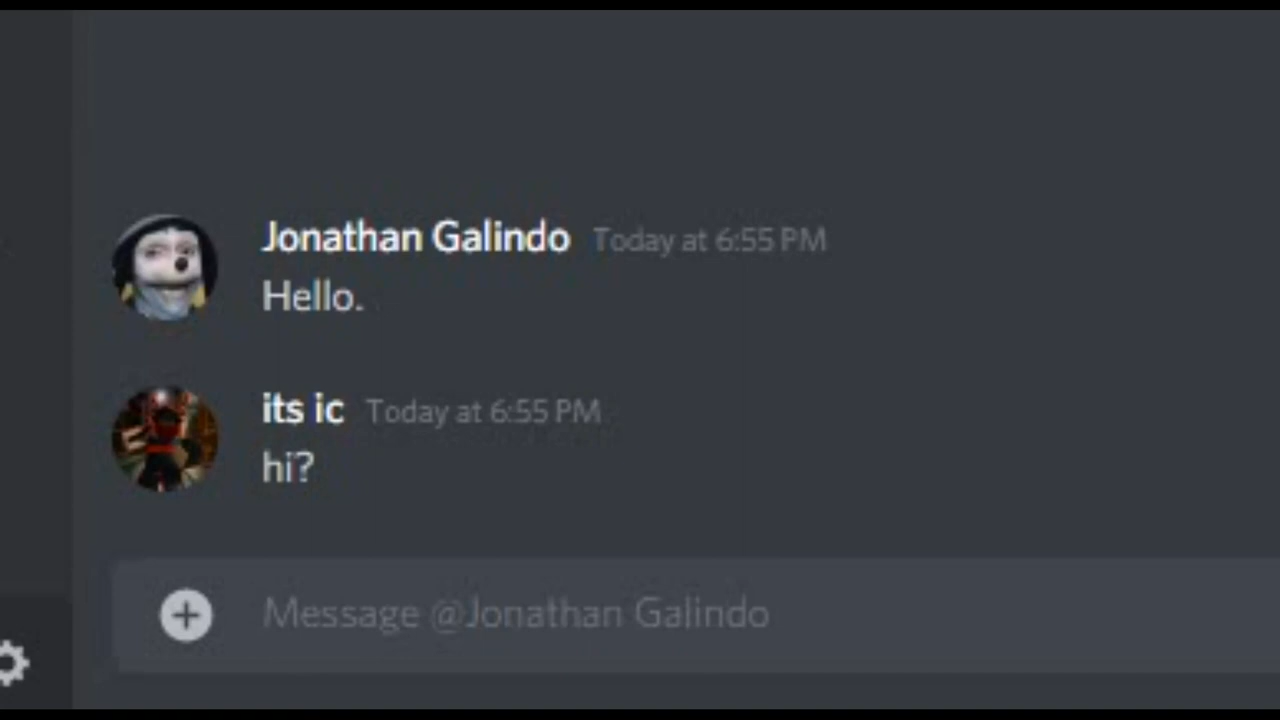 Jonathan Galindo Today at 6:55 PM
Hello.
its ic Today at 6:55 PM
hi?
Message @Jonathan Galindo